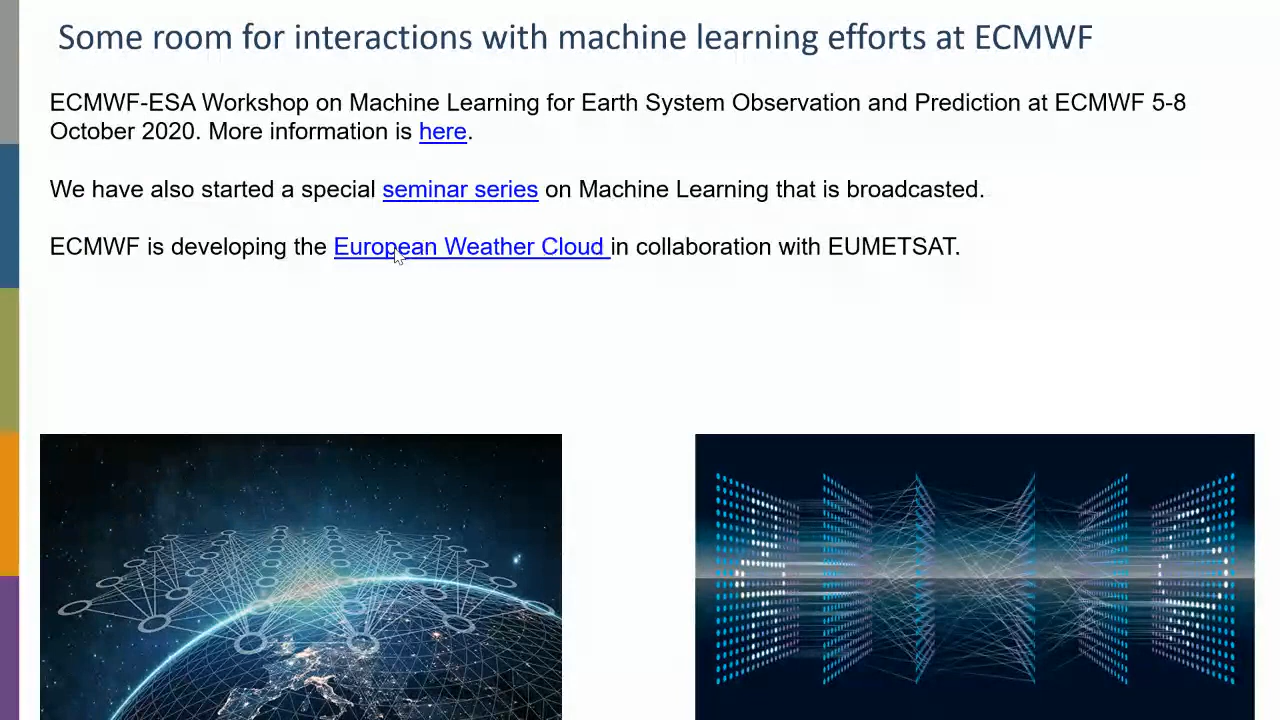 Some room for interactions with machine learning efforts at ECMWF
ECMWF-ESA Workshop on Machine Learning for Earth System Observation and Prediction at ECMWF 5-8
October 2020. More information is here.
We have also started a special seminar series on Machine Learning that is broadcasted.
ECMWF is developing the European Weather Cloud in collaboration with EUMETSAT.